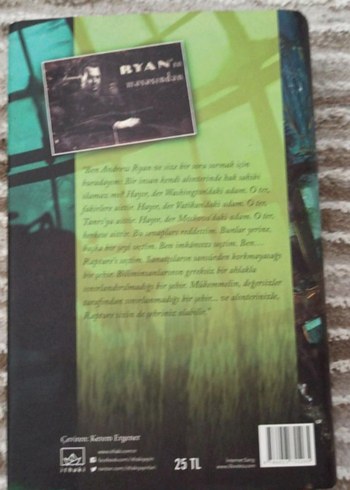 RYAN'ın
masasından
"Ben Andrew Ryan ve size bir soru sormak için
buradayım: Bir insan kendi alınterinde hak sahibi
olamaz mı? Hayır, der Washington'daki adam. O ter,
fakirlere aittir. Hayır, der Vatikan'daki adam. O ter,
Tanrı'ya aittir. Hayır, der Moskova'daki adam. O ter,
herkese aittir. Bu cevapları reddettim. Bunlar yerine,
başka bir şeyi seçtim. Ben imkânsızı seçtim. Ben...
Rapture'ı seçtim. Sanatçıların sansürden korkmayacağı
bir şehir. Biliminsanlarının gereksiz bir ahlakla
sınırlandırılmadığı bir şehir. Mükemmelin, değersizler
tarafından sınırlanmadığı bir şehir... ve alınterinizle,
Rapture sizin de şehriniz olabilir."
Çeviren: Kerem Ergener
İTHAKİ
25 TL